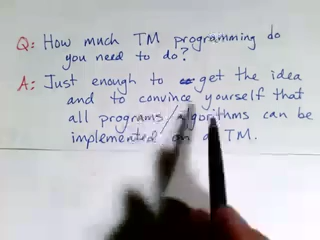 Q: How much TM programming do
you need to do?
A: Just enough to get the idea
and to convince yourself that
all programs/algorithms can be
implemented on a TM.